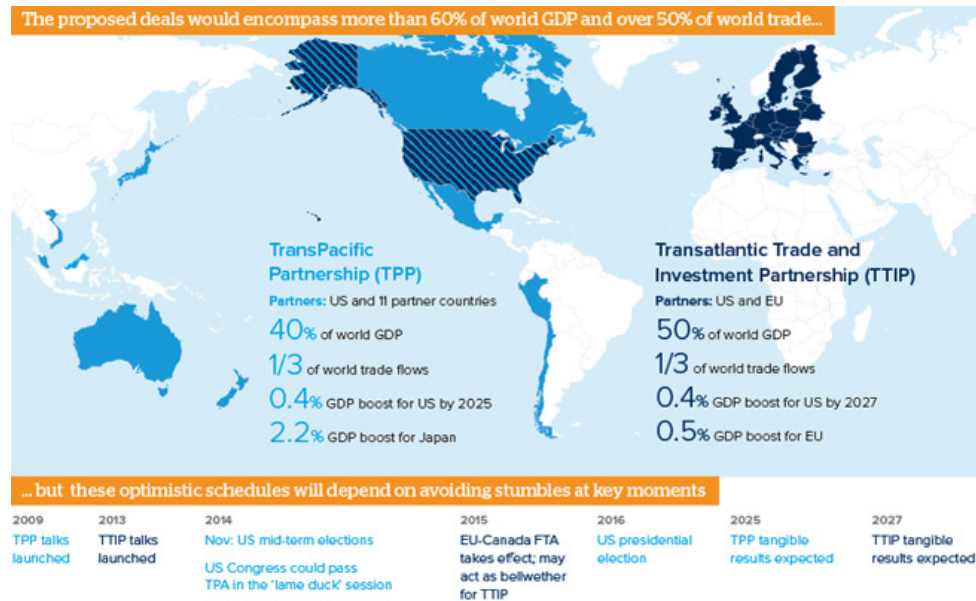 The proposed deals would encompass more than 60% of world GDP and over 50% of world trade...
TransPacific
Partnership (TPP)
Partners: US and 11 partner countries
40% of world GDP
1/3 of world trade flows
0.4% GDP boost for US by 2025
2.2% GDP boost for Japan
Transatlantic Trade and
Investment Partnership (TTIP)
Partners: US and EU
50% of world GDP
1/3 of world trade flows
0.4% GDP boost for US by 2027
0.5% GDP boost for EU
... but these optimistic schedules will depend on avoiding stumbles at key moments
2009
TPP talks
launched
2013
TTIP talks
launched
2014
Nov: US mid-term elections
US Congress could pass
TPA in the 'lame duck' session
2015
EU-Canada FTA
takes effect; may
act as bellwether
for TTIP
2016
US presidential
election
2025
TPP tangible
results expected
2027
TTIP tangible
results expected